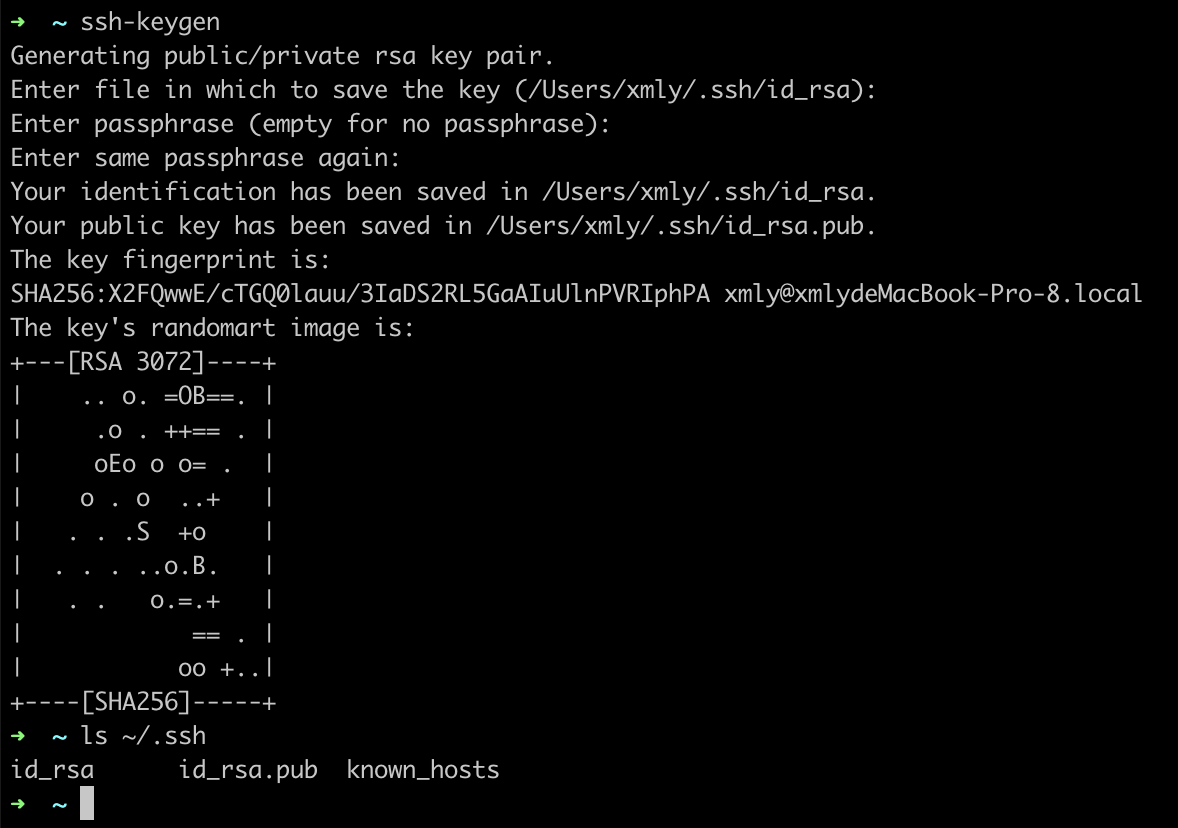 ➜  ~ ssh-keygen
Generating public/private rsa key pair.
Enter file in which to save the key (/Users/xmly/.ssh/id_rsa):
Enter passphrase (empty for no passphrase):
Enter same passphrase again:
Your identification has been saved in /Users/xmly/.ssh/id_rsa.
Your public key has been saved in /Users/xmly/.ssh/id_rsa.pub.
The key fingerprint is:
SHA256:X2FQwwE/cTGQ0lauu/3IaDS2RL5GaAIuUlnPVRIphPA xmly@xmlydeMacBook-Pro-8.local
The key's randomart image is:
+---[RSA 3072]----+
|    .. o. =OB==. |
|     .o . ++== . |
|     oEo o o= .  |
|    o . o  ..+   |
|   . . .S  +o    |
|  . . . ..o.B.   |
|   . .   o.=.+   |
|            == . |
|           oo +..|
+----[SHA256]-----+
➜  ~ ls ~/.ssh
id_rsa      id_rsa.pub  known_hosts
➜  ~